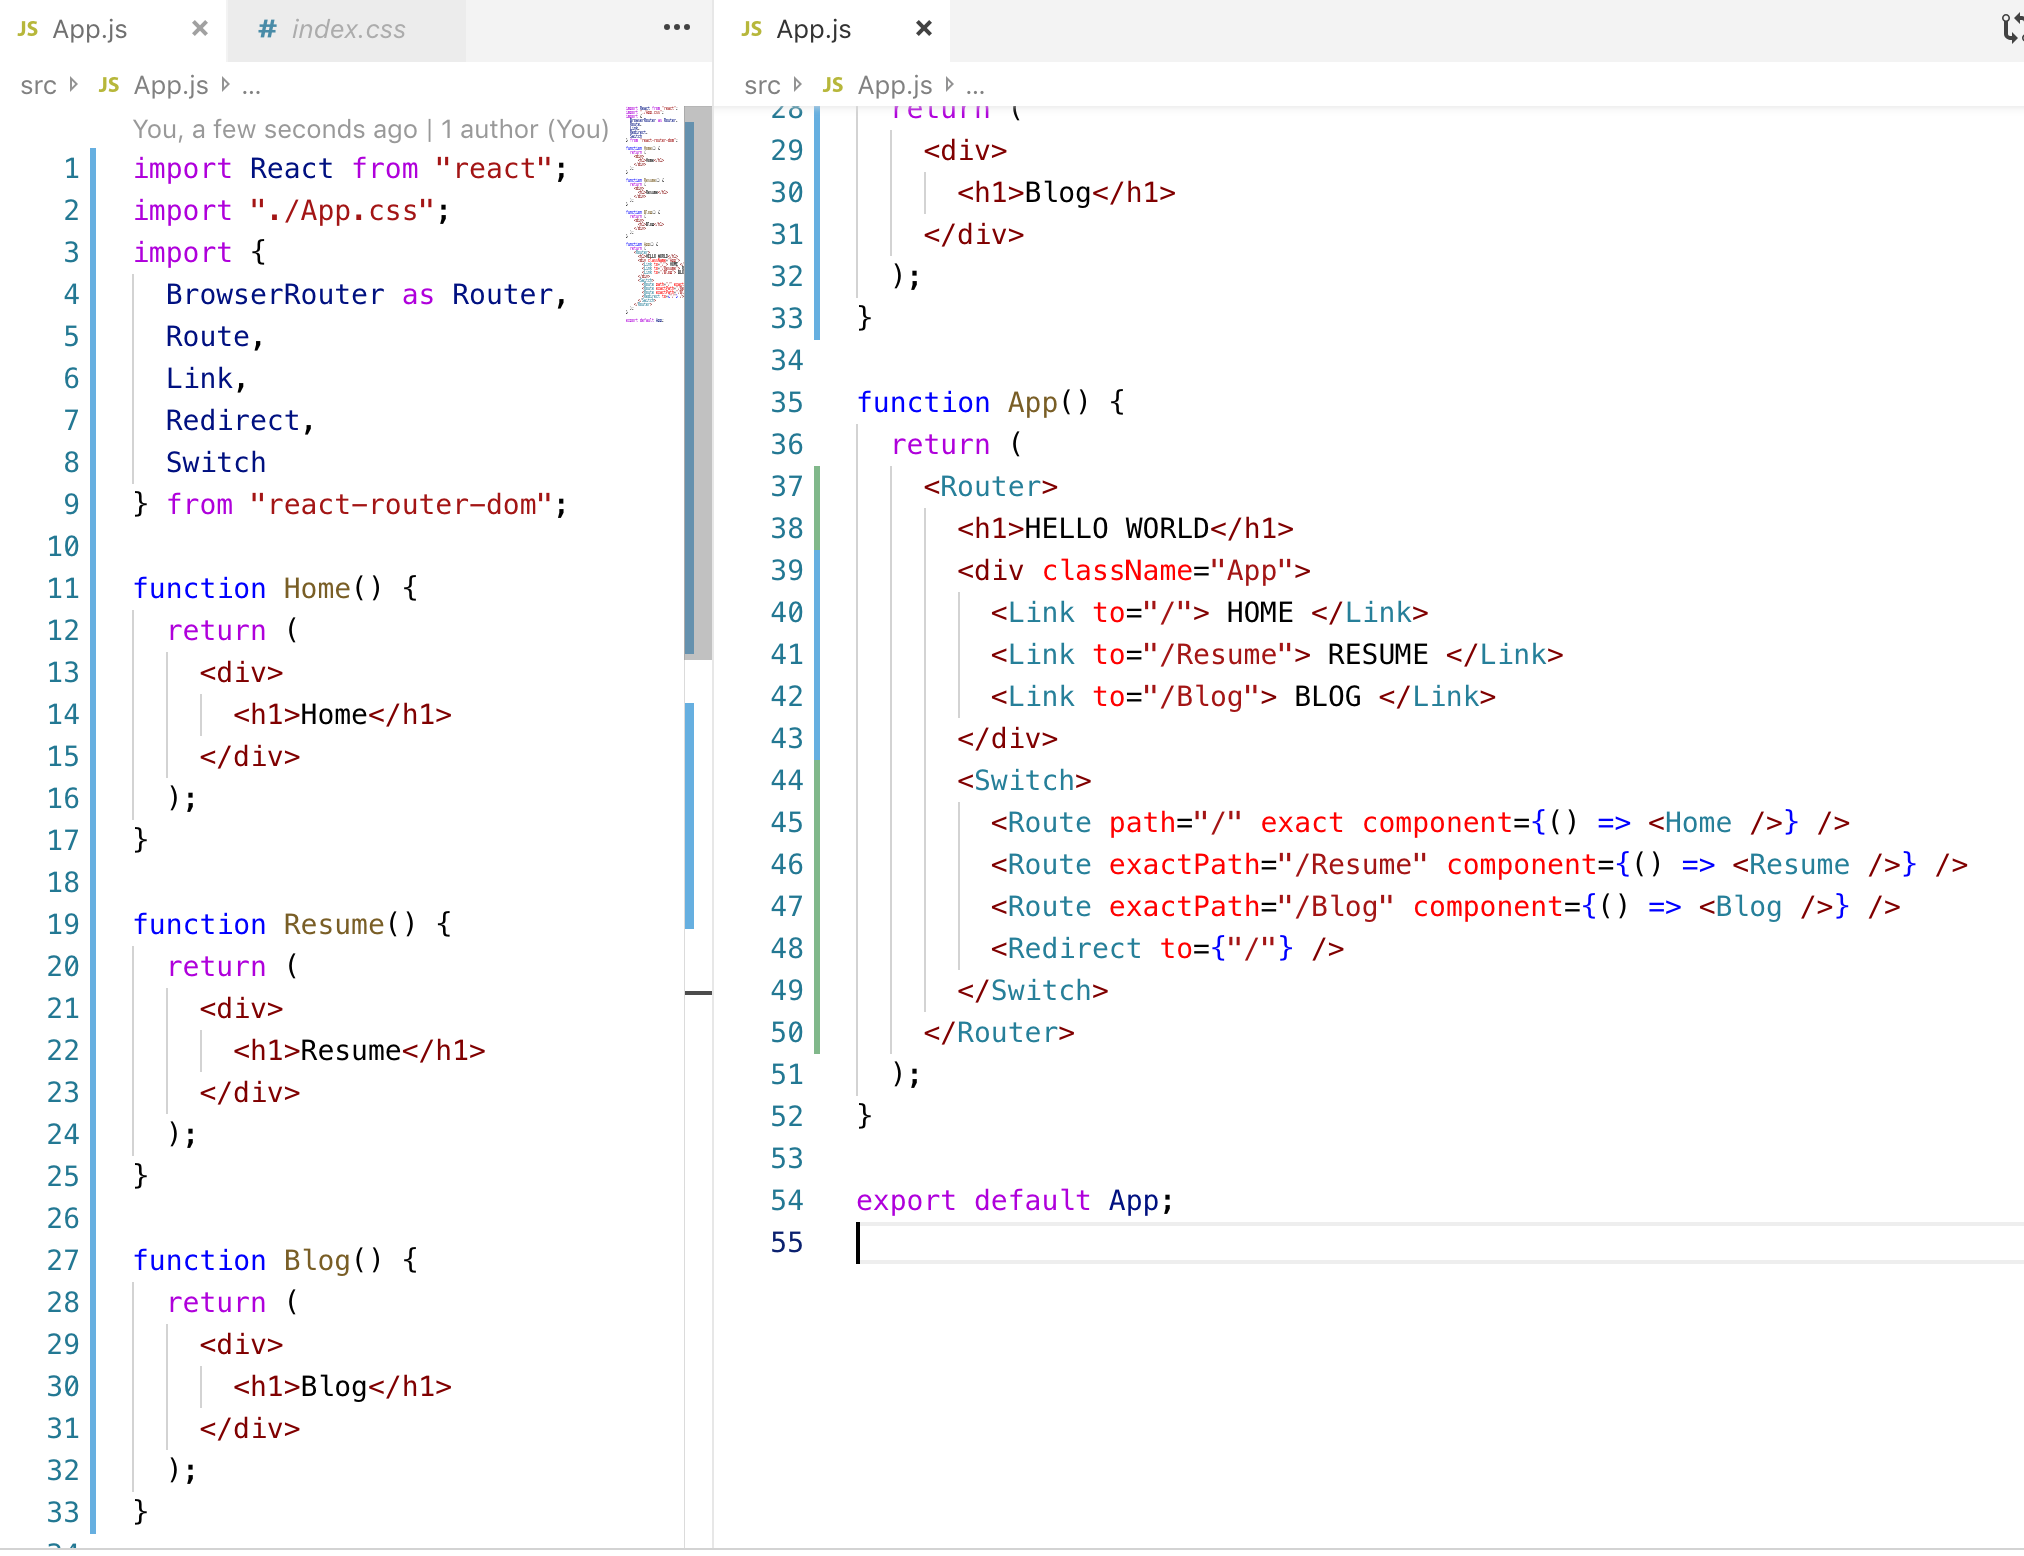 JS App.js × # index.css ...
src JS App.js ...
You, a few seconds ago | 1 author (You)
1 import React from "react";
2 import "./App.css";
3 import {
4 BrowserRouter as Router,
5 Route,
6 Link,
7 Redirect,
8 Switch
9 } from "react-router-dom";
10
11 function Home() {
12 return (
13 <div>
14 <h1>Home</h1>
15 </div>
16 );
17 }
18
19 function Resume() {
20 return (
21 <div>
22 <h1>Resume</h1>
23 </div>
24 );
25 }
26
27 function Blog() {
28 return (
29 <div>
30 <h1>Blog</h1>
31 </div>
32 );
33 }
JS App.js ×
src JS App.js ...
28 return (
29 <div>
30 <h1>Blog</h1>
31 </div>
32 );
33 }
34
35 function App() {
36 return (
37 <Router>
38 <h1>HELLO WORLD</h1>
39 <div className="App">
40 <Link to="/"> HOME </Link>
41 <Link to="/Resume"> RESUME </Link>
42 <Link to="/Blog"> BLOG </Link>
43 </div>
44 <Switch>
45 <Route path="/" exact component={() => <Home />} />
46 <Route exactPath="/Resume" component={() => <Resume />} />
47 <Route exactPath="/Blog" component={() => <Blog />} />
48 <Redirect to={"/"} />
49 </Switch>
50 </Router>
51 );
52 }
53
54 export default App;
55